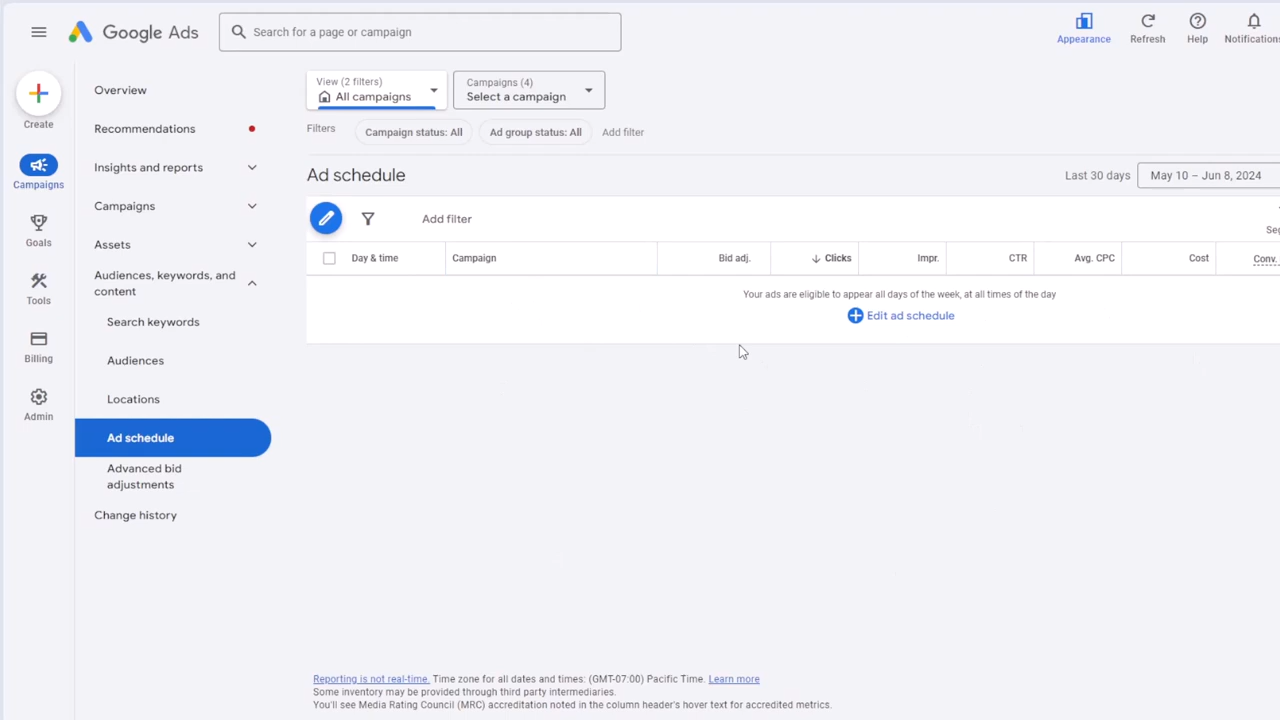 Google Ads
Search for a page or campaign
Appearance
Refresh
Help
Notifications
Create
Campaigns
Goals
Tools
Billing
Admin
Overview
Recommendations
Insights and reports
Campaigns
Assets
Audiences, keywords, and
content
Search keywords
Audiences
Locations
Ad schedule
Advanced bid
adjustments
Change history
View (2 filters)
All campaigns
Campaigns (4)
Select a campaign
Filters
Campaign status: All
Ad group status: All
Add filter
Ad schedule
Last 30 days
May 10 – Jun 8, 2024
Add filter
Seg
Day & time
Campaign
Bid adj.
Clicks
Impr.
CTR
Avg. CPC
Cost
Conv.
Your ads are eligible to appear all days of the week, at all times of the day
Edit ad schedule
Reporting is not real-time. Time zone for all dates and times: (GMT-07:00) Pacific Time. Learn more
Some inventory may be provided through third party intermediaries.
You'll see Media Rating Council (MRC) accreditation noted in the column header's hover text for accredited metrics.